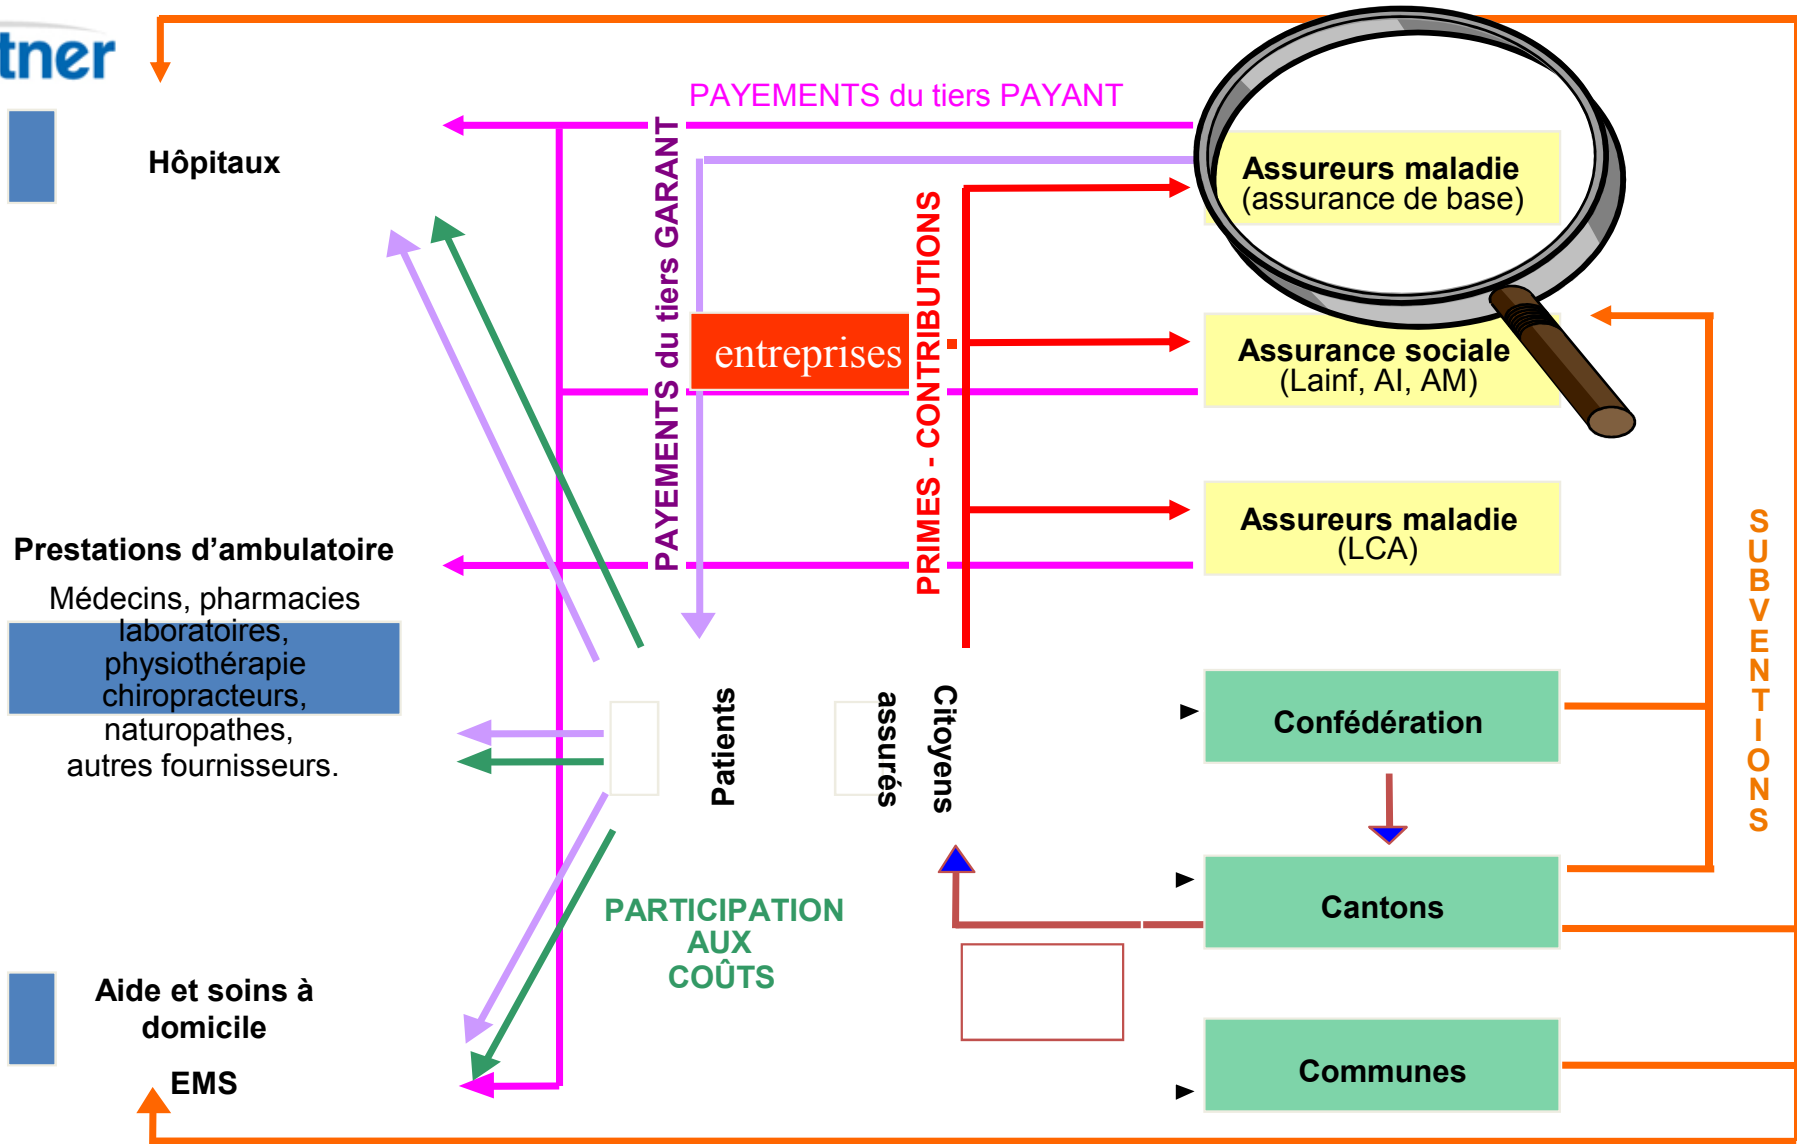 tner
PAYEMENTS du tiers PAYANT
Hôpitaux
PAYEMENTS du tiers GARANT
PRIMES - CONTRIBUTIONS
Assureurs maladie
(assurance de base)
entreprises
Assurance sociale
(Lainf, AI, AM)
Assureurs maladie
(LCA)
SUBVENTIONS
Prestations d’ambulatoire
Médecins, pharmacies
laboratoires,
physiothérapie
chiropracteurs,
naturopathes,
autres fournisseurs.
Patients
assurés
Citoyens
Confédération
Cantons
PARTICIPATION
AUX
COÛTS
Aide et soins à
domicile
EMS
Communes